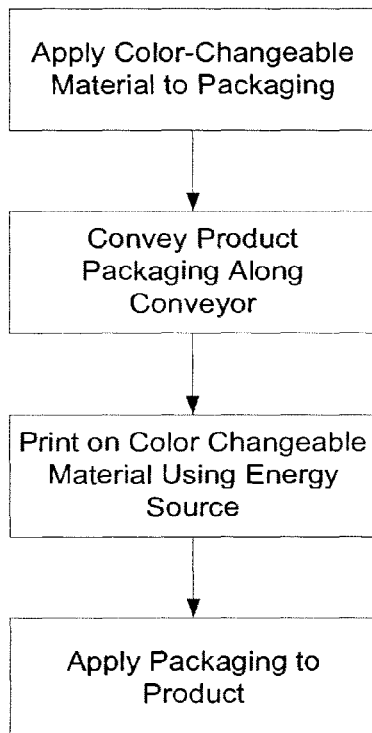 Apply Color-Changeable
Material to Packaging
Convey Product
Packaging Along
Conveyor
Print on Color Changeable
Material Using Energy
Source
Apply Packaging to
Product